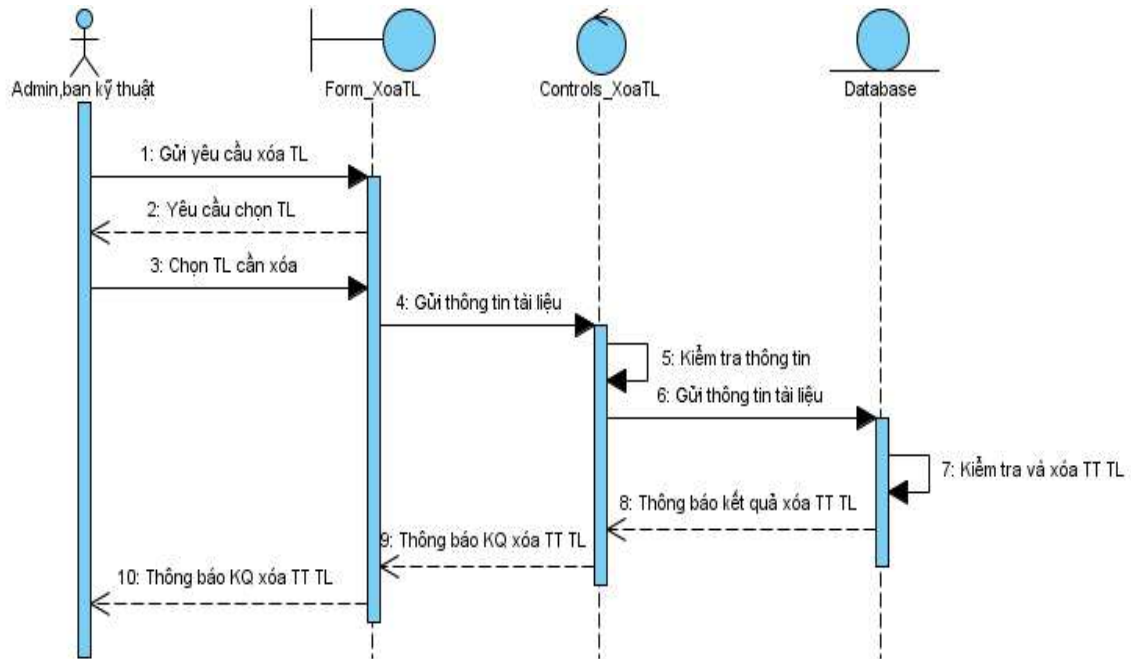 Admin,ban kỹ thuật
Form_XoaTL
Controls_XoaTL
Database
1: Gửi yêu cầu xóa TL
2: Yêu cầu chọn TL
3: Chọn TL cần xóa
4: Gửi thông tin tài liệu
5: Kiểm tra thông tin
6: Gửi thông tin tài liệu
7: Kiểm tra và xóa TT TL
8: Thông báo kết quả xóa TT TL
9: Thông báo KQ xóa TT TL
10: Thông báo KQ xóa TT TL